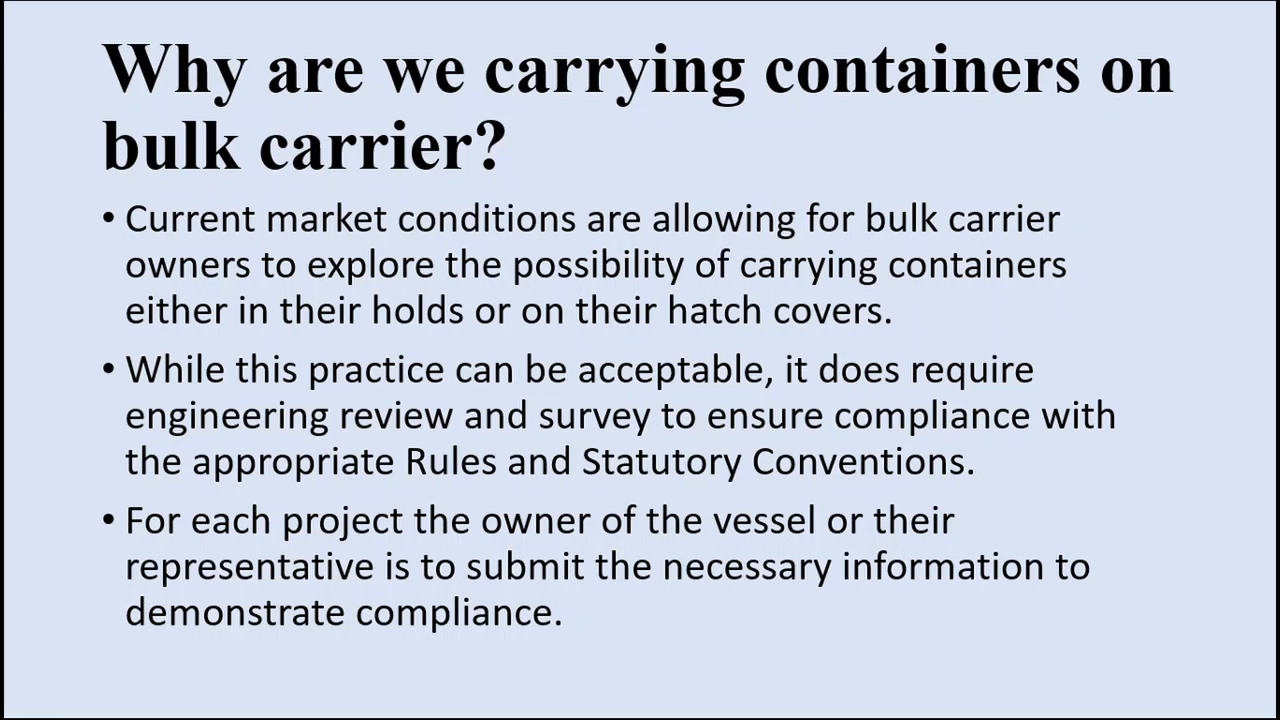 Why are we carrying containers on
bulk carrier?
• Current market conditions are allowing for bulk carrier
owners to explore the possibility of carrying containers
either in their holds or on their hatch covers.
• While this practice can be acceptable, it does require
engineering review and survey to ensure compliance with
the appropriate Rules and Statutory Conventions.
• For each project the owner of the vessel or their
representative is to submit the necessary information to
demonstrate compliance.